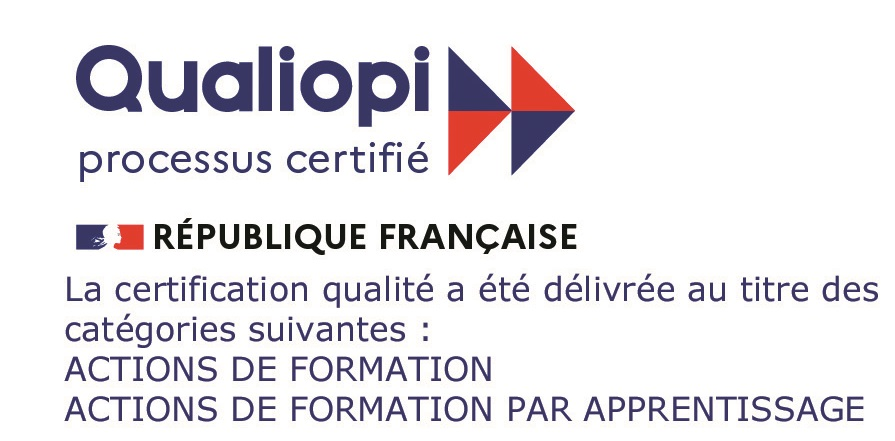 Qualiopi
processus certifié
RÉPUBLIQUE FRANÇAISE
La certification qualité a été délivrée au titre des
catégories suivantes :
ACTIONS DE FORMATION
ACTIONS DE FORMATION PAR APPRENTISSAGE